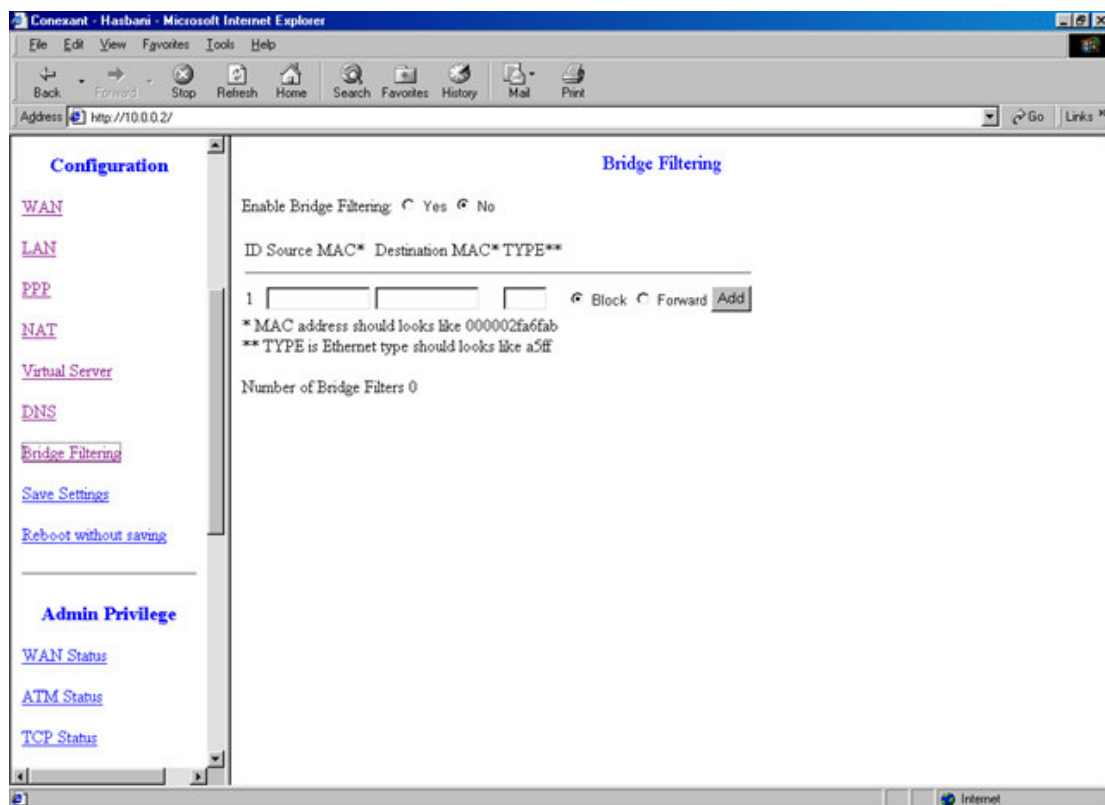 Conexant - Hasbani - Microsoft Internet Explorer
File Edit View Favorites Tools Help
Back Forward Stop Refresh Home Search Favorites History Mail Print
Address http://10.0.0.2/ Go Links »
Configuration
WAN
LAN
PPP
NAT
Virtual Server
DNS
Bridge Filtering
Save Settings
Reboot without saving
Admin Privilege
WAN Status
ATM Status
TCP Status
Bridge Filtering
Enable Bridge Filtering: Yes No
ID Source MAC* Destination MAC* TYPE**
1 Block Forward Add
* MAC address should looks like 000002fa6fab
** TYPE is Ethernet type should looks like a5ff
Number of Bridge Filters 0
Internet